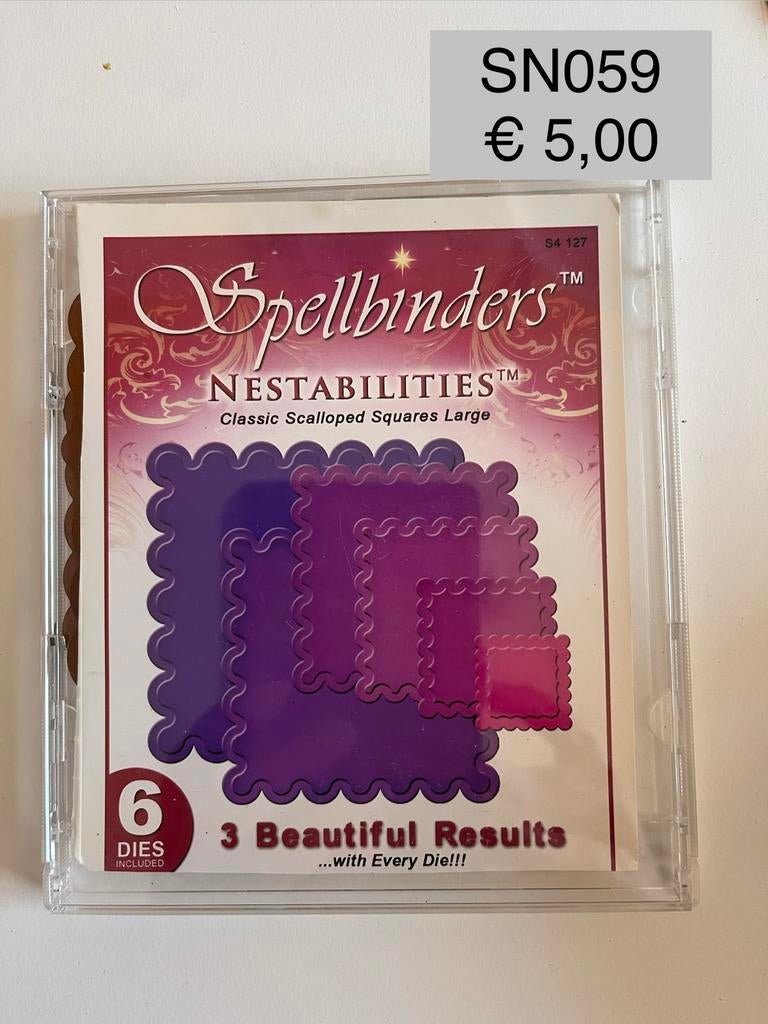 SN059
€ 5,00
S4 127
Spellbinders™
NESTABILITIES™
Classic Scalloped Squares Large
6
DIES
INCLUDED
3 Beautiful Results
...with Every Die!!!